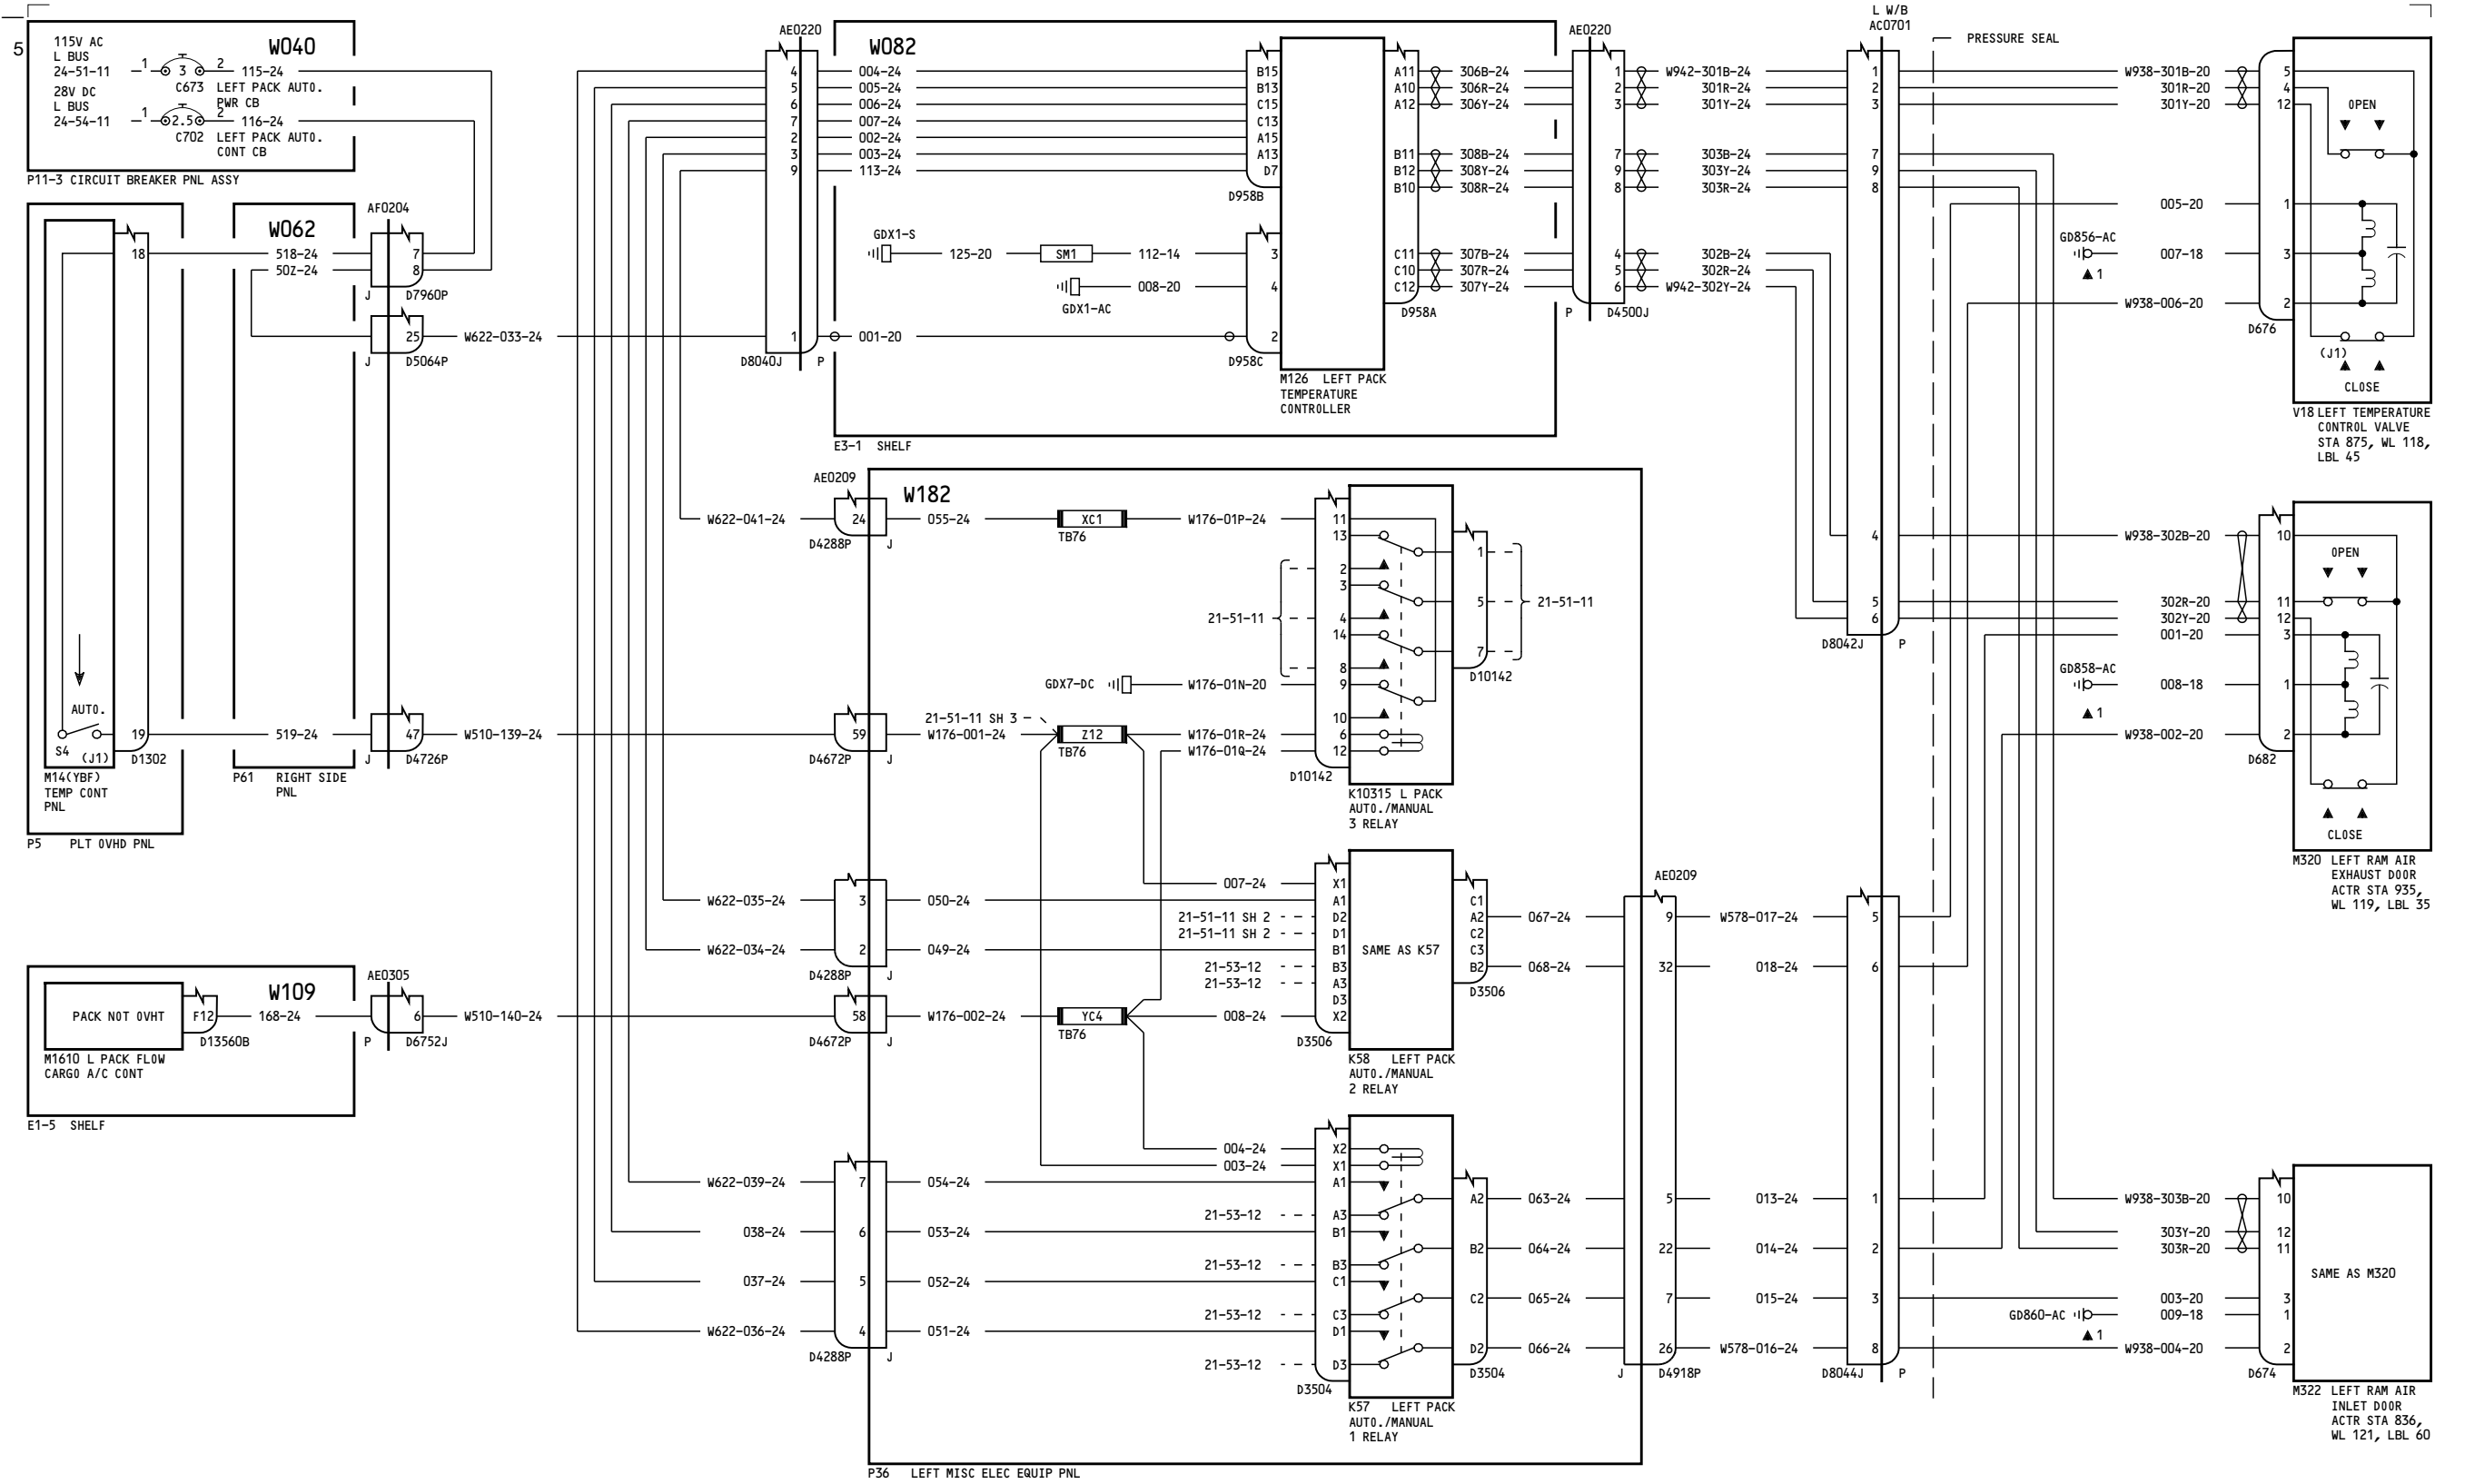 5
115V AC
L BUS
24-51-11
28V DC
L BUS
24-54-11
W040
1 3 2 115-24
C673 LEFT PACK AUTO.
PWR CB
1 2.5 2 116-24
C702 LEFT PACK AUTO.
CONT CB
P11-3 CIRCUIT BREAKER PNL ASSY
W062
AF0204
18 518-24 7
50Z-24 8
J D7960P
25 W622-033-24
J D5064P
AUTO.
S4 (J1)
19 519-24 47 W510-139-24
D1302
J D4726P
M14(YBF)
TEMP CONT
PNL
P61 RIGHT SIDE
PNL
P5 PLT OVHD PNL
W109
AE0305
PACK NOT OVHT F12 168-24 6 W510-140-24
D13560B
P D6752J
M1610 L PACK FLOW
CARGO A/C CONT
E1-5 SHELF
AE0220
W082
4 004-24 B15
5 005-24 B13
6 006-24 C15
7 007-24 C13
2 002-24 A15
3 003-24 A13
9 113-24 D7
D958B
GDX1-S 125-20 SM1 112-14 3
GDX1-AC 008-20 4
1 001-20 2
D8040J P
D958C
M126 LEFT PACK
TEMPERATURE
CONTROLLER
E3-1 SHELF
AE0220
A11 306B-24 1 W942-301B-24
A10 306R-24 2 301R-24
A12 306Y-24 3 301Y-24
B11 308B-24 7 303B-24
B12 308Y-24 9 303Y-24
B10 308R-24 8 303R-24
C11 307B-24 4 302B-24
C10 307R-24 5 302R-24
C12 307Y-24 6 W942-302Y-24
D958A
P D4500J
AE0209
W182
W622-041-24 24 055-24 XC1 W176-01P-24 11
D4288P J
TB76
13
2
3
21-51-11 4
14
8
GDX7-DC W176-01N-20 9
10
1
5 21-51-11
7
D10142
21-51-11 SH 3
59 W176-001-24 Z12 W176-01R-24 6
W176-01Q-24 12
D4672P J
TB76
D10142
K10315 L PACK
AUTO./MANUAL
3 RELAY
007-24 X1
W622-035-24 3 050-24 A1
21-51-11 SH 2 D2
21-51-11 SH 2 D1
W622-034-24 2 049-24 B1
21-53-12 B3
21-53-12 A3
D3
D4288P J
58 W176-002-24 YC4 008-24 X2
D4672P J
TB76
D3506
SAME AS K57
C1
A2 067-24
C2
C3
B2 068-24
D3506
K58 LEFT PACK
AUTO./MANUAL
2 RELAY
004-24 X2
003-24 X1
W622-039-24 7 054-24 A1
21-53-12 A3
038-24 6 053-24 B1
21-53-12 B3
037-24 5 052-24 C1
21-53-12 C3
W622-036-24 4 051-24 D1
21-53-12 D3
D4288P J
D3504
A2 063-24 5 013-24 1
B2 064-24 22 014-24 2
C2 065-24 7 015-24 3
D2 066-24 26 W578-016-24 8
D3504
J D4918P
D8044J P
K57 LEFT PACK
AUTO./MANUAL
1 RELAY
P36 LEFT MISC ELEC EQUIP PNL
AE0209
9 W578-017-24 5
32 018-24 6
L W/B
AC0701
PRESSURE SEAL
1 W938-301B-20 5
2 301R-20 4
3 301Y-20 12
7
9
8
005-20 1
GD856-AC 007-18 3
1
W938-006-20 2
D676
OPEN
(J1)
CLOSE
V18 LEFT TEMPERATURE
CONTROL VALVE
STA 875, WL 118,
LBL 45
4 W938-302B-20 10
5 302R-20 11
6 302Y-20 12
D8042J P
001-20 3
GD858-AC 008-18 1
1
W938-002-20 2
D682
OPEN
CLOSE
M320 LEFT RAM AIR
EXHAUST DOOR
ACTR STA 935,
WL 119, LBL 35
W938-303B-20 10
303Y-20 12
303R-20 11
003-20 3
GD860-AC 009-18 1
1
W938-004-20 2
D674
SAME AS M320
M322 LEFT RAM AIR
INLET DOOR
ACTR STA 836,
WL 121, LBL 60